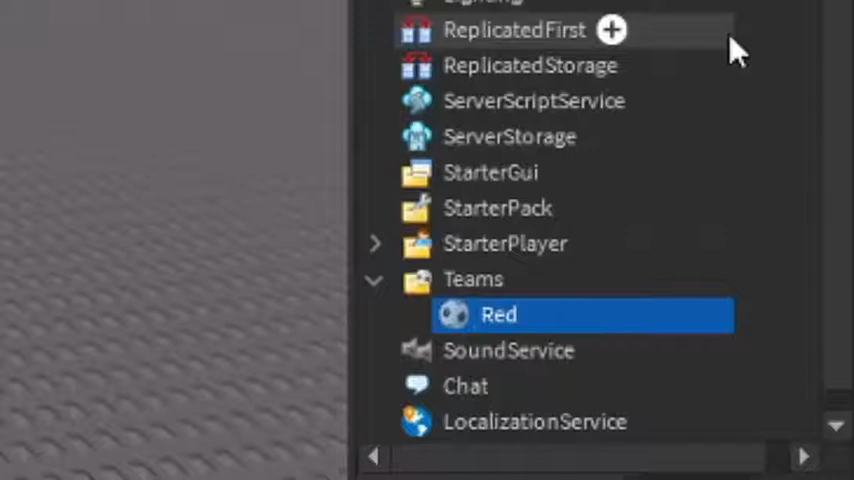 ReplicatedFirst
ReplicatedStorage
ServerScriptService
ServerStorage
StarterGui
StarterPack
StarterPlayer
Teams
Red
SoundService
Chat
LocalizationService